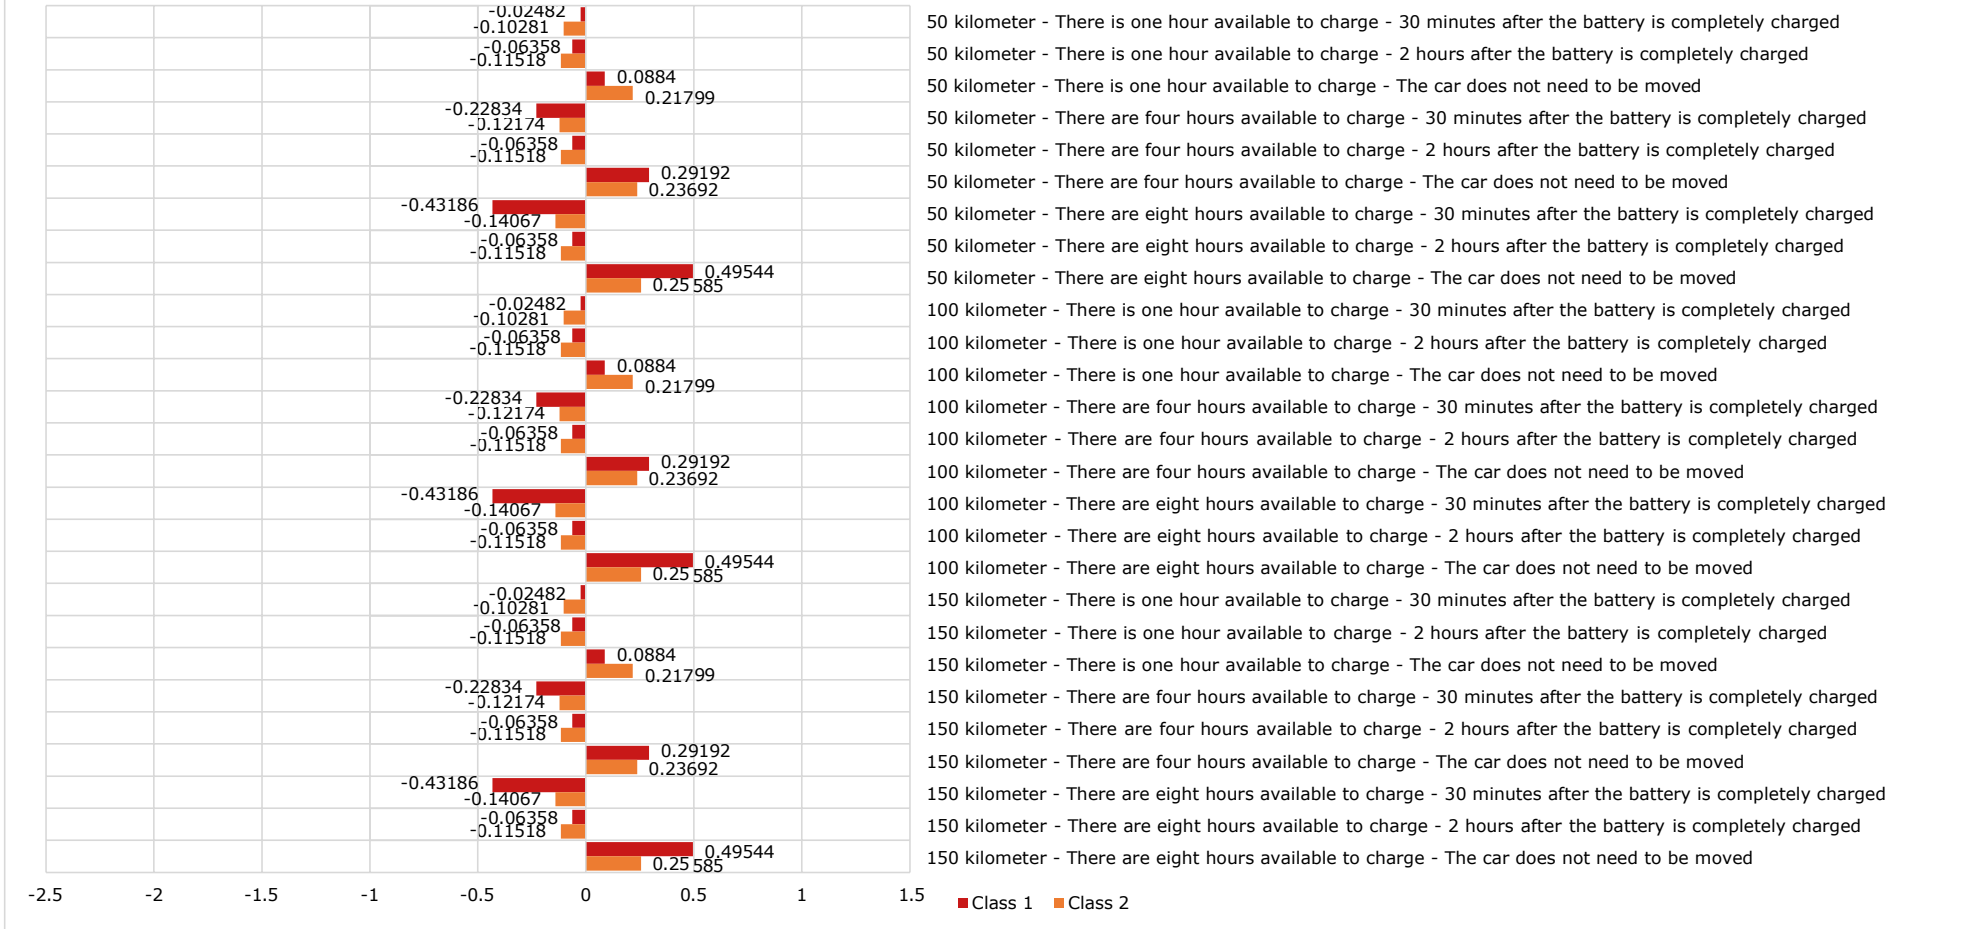 -0.02482
-0.10281
50 kilometer - There is one hour available to charge - 30 minutes after the battery is completely charged
-0.06358
-0.11518
50 kilometer - There is one hour available to charge - 2 hours after the battery is completely charged
0.0884
0.21799
50 kilometer - There is one hour available to charge - The car does not need to be moved
-0.22834
-0.12174
50 kilometer - There are four hours available to charge - 30 minutes after the battery is completely charged
-0.06358
-0.11518
50 kilometer - There are four hours available to charge - 2 hours after the battery is completely charged
0.29192
0.23692
50 kilometer - There are four hours available to charge - The car does not need to be moved
-0.43186
-0.14067
50 kilometer - There are eight hours available to charge - 30 minutes after the battery is completely charged
-0.06358
-0.11518
50 kilometer - There are eight hours available to charge - 2 hours after the battery is completely charged
0.49544
0.25585
50 kilometer - There are eight hours available to charge - The car does not need to be moved
-0.02482
-0.10281
100 kilometer - There is one hour available to charge - 30 minutes after the battery is completely charged
-0.06358
-0.11518
100 kilometer - There is one hour available to charge - 2 hours after the battery is completely charged
0.0884
0.21799
100 kilometer - There is one hour available to charge - The car does not need to be moved
-0.22834
-0.12174
100 kilometer - There are four hours available to charge - 30 minutes after the battery is completely charged
-0.06358
-0.11518
100 kilometer - There are four hours available to charge - 2 hours after the battery is completely charged
0.29192
0.23692
100 kilometer - There are four hours available to charge - The car does not need to be moved
-0.43186
-0.14067
100 kilometer - There are eight hours available to charge - 30 minutes after the battery is completely charged
-0.06358
-0.11518
100 kilometer - There are eight hours available to charge - 2 hours after the battery is completely charged
0.49544
0.25585
100 kilometer - There are eight hours available to charge - The car does not need to be moved
-0.02482
-0.10281
150 kilometer - There is one hour available to charge - 30 minutes after the battery is completely charged
-0.06358
-0.11518
150 kilometer - There is one hour available to charge - 2 hours after the battery is completely charged
0.0884
0.21799
150 kilometer - There is one hour available to charge - The car does not need to be moved
-0.22834
-0.12174
150 kilometer - There are four hours available to charge - 30 minutes after the battery is completely charged
-0.06358
-0.11518
150 kilometer - There are four hours available to charge - 2 hours after the battery is completely charged
0.29192
0.23692
150 kilometer - There are four hours available to charge - The car does not need to be moved
-0.43186
-0.14067
150 kilometer - There are eight hours available to charge - 30 minutes after the battery is completely charged
-0.06358
-0.11518
150 kilometer - There are eight hours available to charge - 2 hours after the battery is completely charged
0.49544
0.25585
150 kilometer - There are eight hours available to charge - The car does not need to be moved
-2.5 -2 -1.5 -1 -0.5 0 0.5 1 1.5
Class 1 Class 2